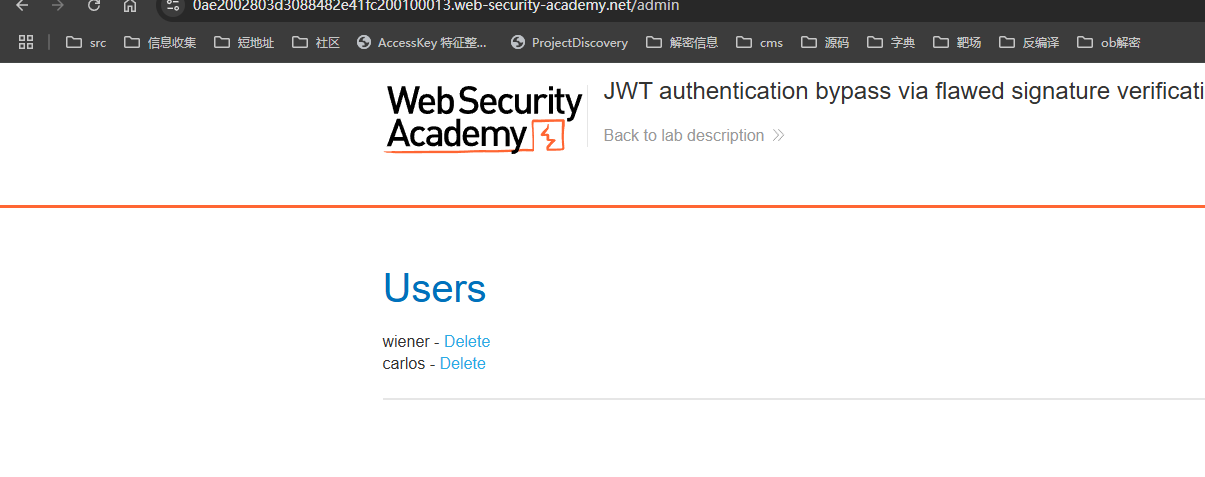 0ae2002803d3088482e41fc200100013.web-security-academy.net/admin
src 信息收集 短地址 社区 AccessKey 特征整... ProjectDiscovery 解密信息 cms 源码 字典 靶场 反编译 ob解密
Web Security
Academy
JWT authentication bypass via flawed signature verificati
Back to lab description
Users
wiener - Delete
carlos - Delete